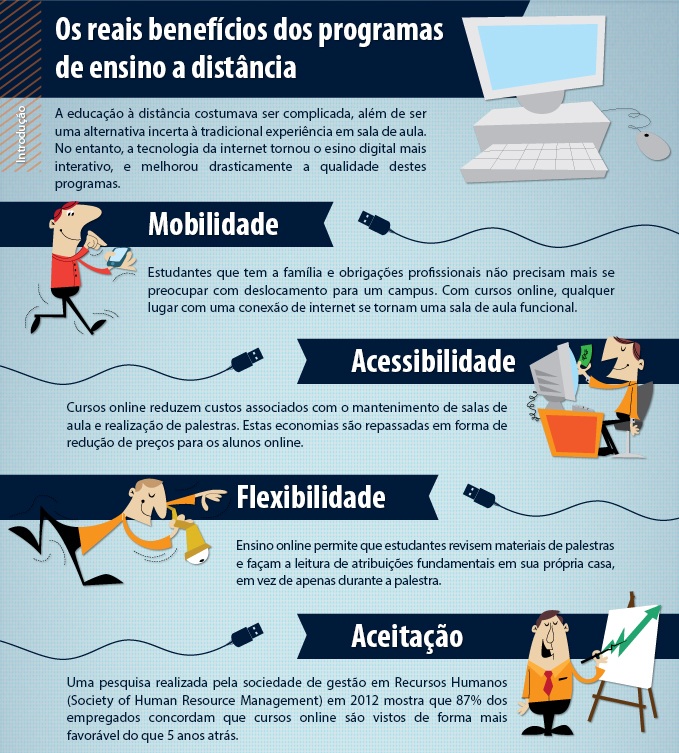 Os reais benefícios dos programas
de ensino a distância
Introdução
A educação à distância costumava ser complicada, além de ser
uma alternativa incerta à tradicional experiência em sala de aula.
No entanto, a tecnologia da internet tornou o esino digital mais
interativo, e melhorou drasticamente a qualidade destes
programas.
Mobilidade
Estudantes que tem a família e obrigações profissionais não precisam mais se
preocupar com deslocamento para um campus. Com cursos online, qualquer
lugar com uma conexão de internet se tornam uma sala de aula funcional.
Acessibilidade
Cursos online reduzem custos associados com o mantenimento de salas de
aula e realização de palestras. Estas economias são repassadas em forma de
redução de preços para os alunos online.
Flexibilidade
Ensino online permite que estudantes revisem materiais de palestras
e façam a leitura de atribuições fundamentais em sua própria casa,
em vez de apenas durante a palestra.
Aceitação
Uma pesquisa realizada pela sociedade de gestão em Recursos Humanos
(Society of Human Resource Management) em 2012 mostra que 87% dos
empregados concordam que cursos online são vistos de forma mais
favorável do que 5 anos atrás.